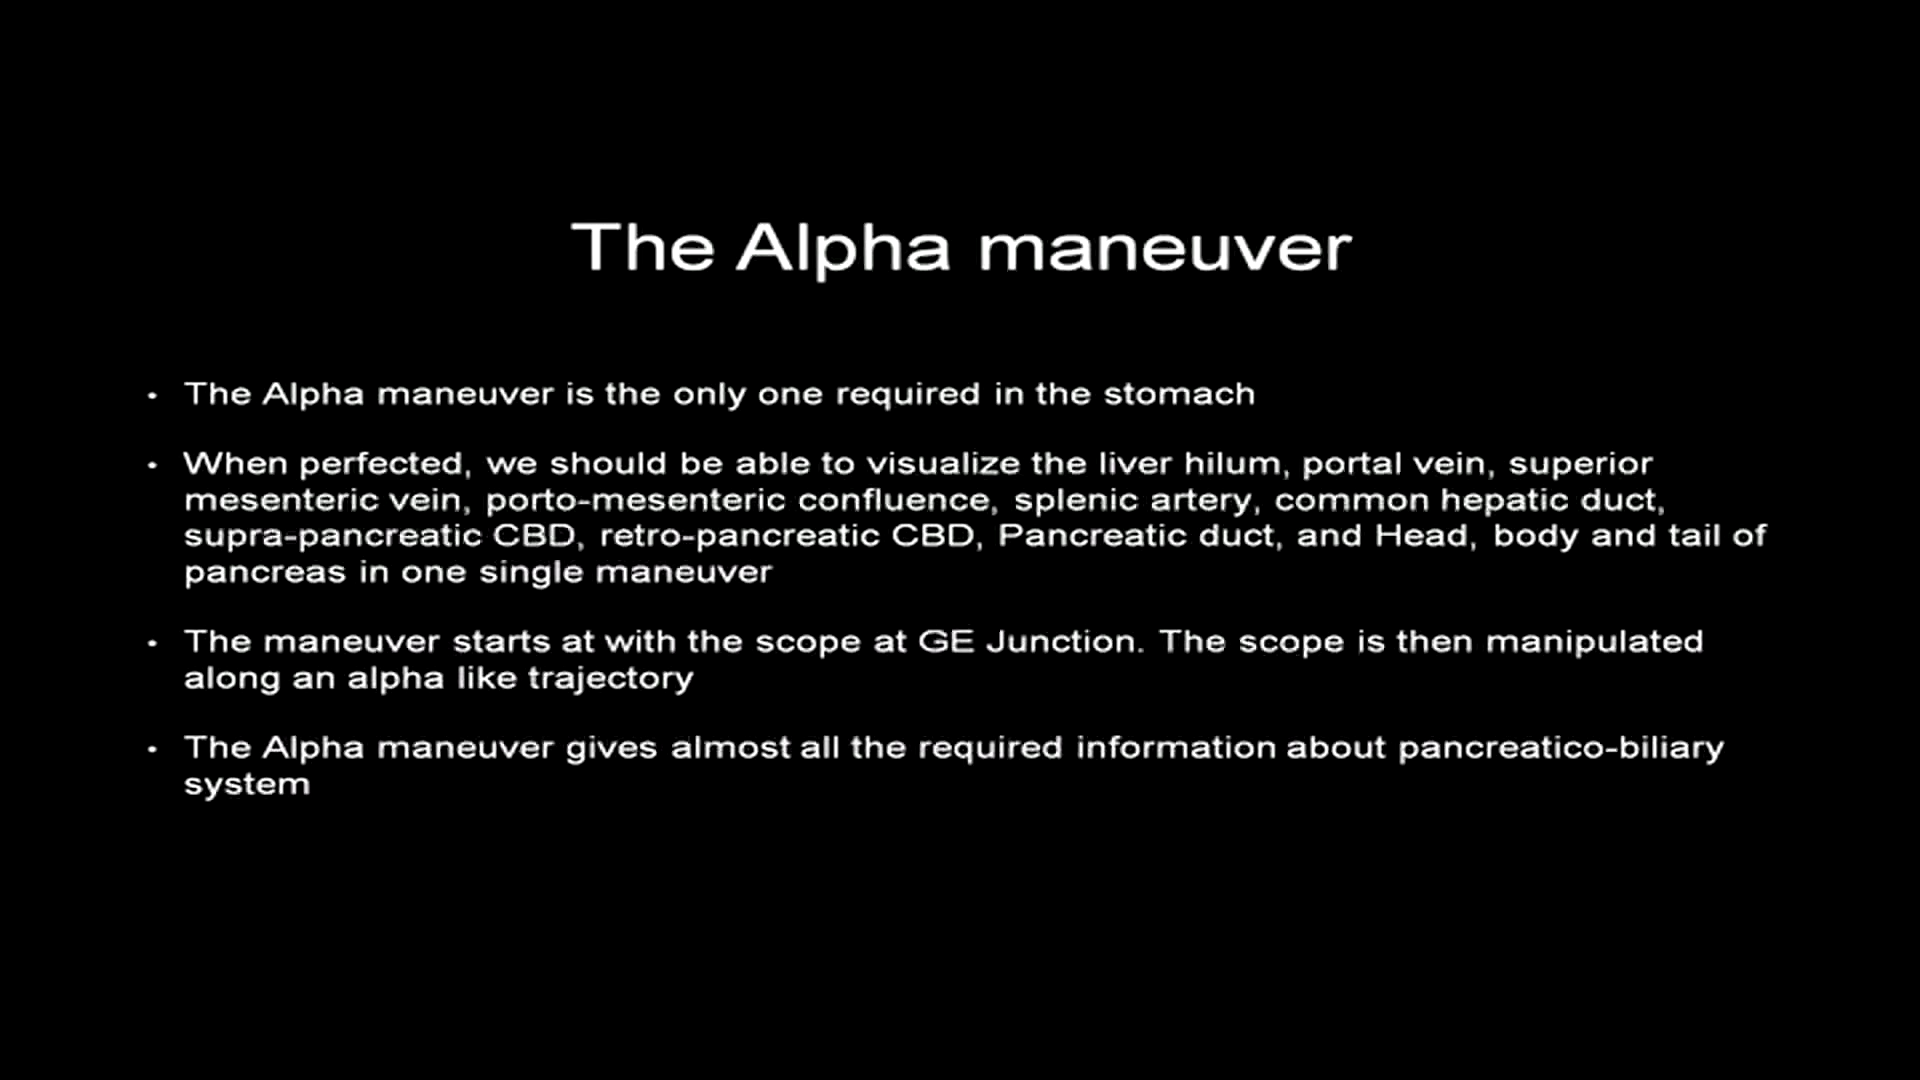 The Alpha maneuver
• The Alpha maneuver is the only one required in the stomach
• When perfected, we should be able to visualize the liver hilum, portal vein, superior
mesenteric vein, porto-mesenteric confluence, splenic artery, common hepatic duct,
supra-pancreatic CBD, retro-pancreatic CBD, Pancreatic duct, and Head, body and tail of
pancreas in one single maneuver
• The maneuver starts at with the scope at GE Junction. The scope is then manipulated
along an alpha like trajectory
• The Alpha maneuver gives almost all the required information about pancreatico-biliary
system